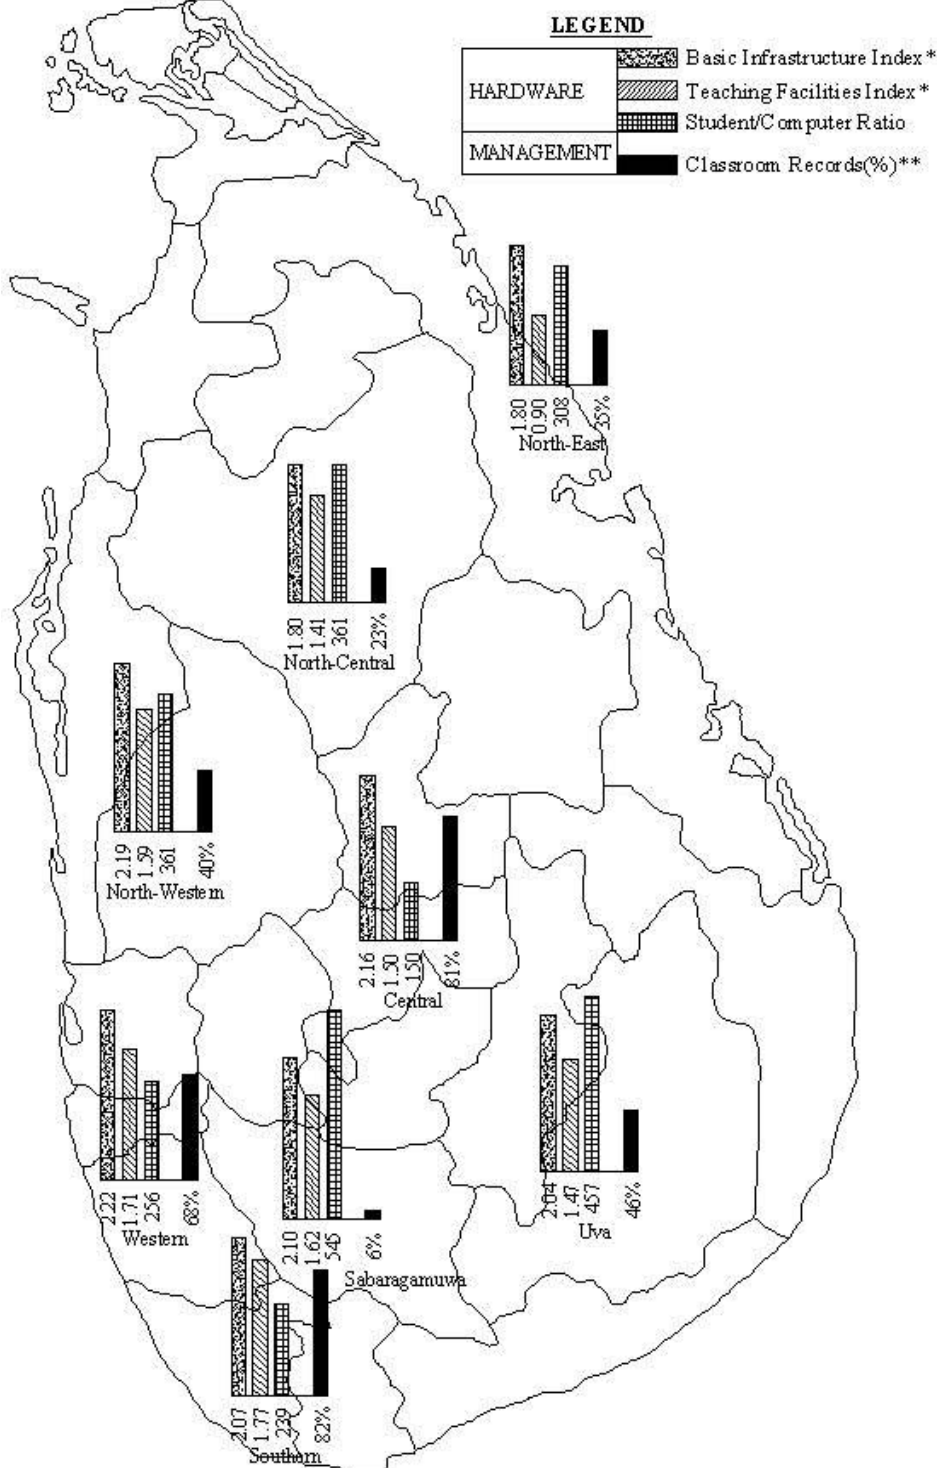 LEGEND
HARDWARE
Basic Infrastructure Index*
Teaching Facilities Index*
Student/Computer Ratio
MANAGEMENT
Classroom Records(%)**
1.80
0.90
308
35%
North-East
1.80
1.41
361
23%
North-Central
2.19
1.59
361
40%
North-Western
2.16
1.50
150
81%
Central
2.22
1.71
256
68%
Western
2.10
1.62
545
6%
Sabaragamuwa
2.04
1.47
457
46%
Uva
2.07
1.77
239
82%
Southern